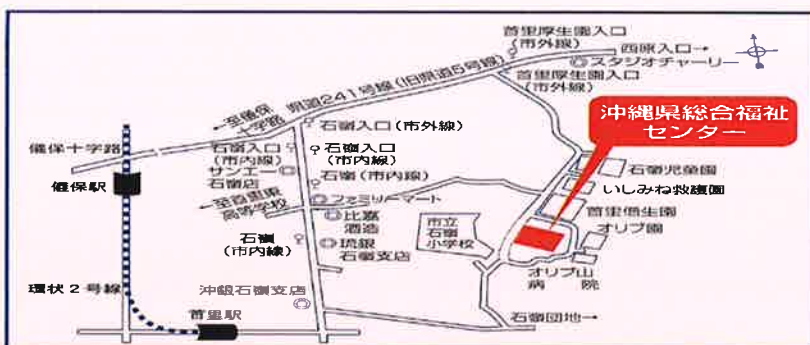 首里厚生園入口
(市外線)
西原入口→
スタジオチャーリー
首里厚生園入口
(市外線)
県道241号線(旧県道5号線)
←至儀保
十字路
沖縄県総合福祉
センター
石嶺入口(市外線)
儀保十字路
石嶺入口
(市内線)
石嶺入口
(市内線)
サンエー
石嶺店
石嶺(市内線)
石嶺児童園
いしみね救護園
儀保駅
←至首里東
高等学校
ファミリーマート
比嘉
酒造
市立
石嶺
小学校
首里厚生園
オリブ園
石嶺
(市内線)
琉銀
石嶺支店
オリブ山
病院
環状2号線
沖銀石嶺支店
首里駅
石嶺団地→